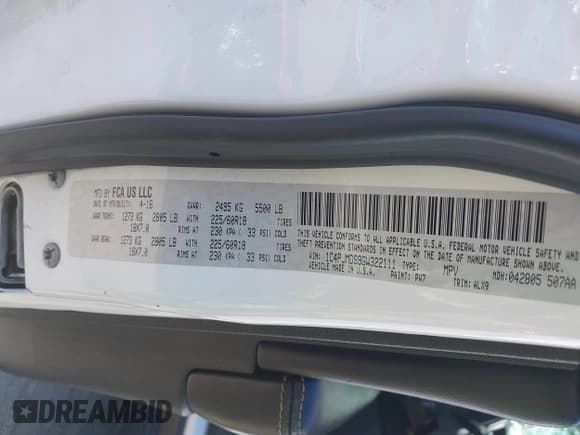 MFD BY FCA US LLC
DATE OF MFR(BUILT): 4-16 GVWR: 2495 KG 5500 LB
GAWR FRONT: 1273 KG 2805 LB WITH 225/60R18 TIRES
18X7.0 RIMS AT 230 KPA ( 33 PSI) COLD
GAWR REAR: 1273 KG 2805 LB WITH 225/60R18 TIRES
18X7.0 RIMS AT 230 KPA ( 33 PSI) COLD
THIS VEHICLE CONFORMS TO ALL APPLICABLE U.S.A. FEDERAL MOTOR VEHICLE SAFETY AND
THEFT PREVENTION STANDARDS IN EFFECT ON THE DATE OF MANUFACTURE SHOWN ABOVE.
VIN: TYPE: MPV MDH: 042805 507AA
VEHICLE MADE IN U.S.A. PAINT: PW7 TRIM: ALX9
DREAMBID